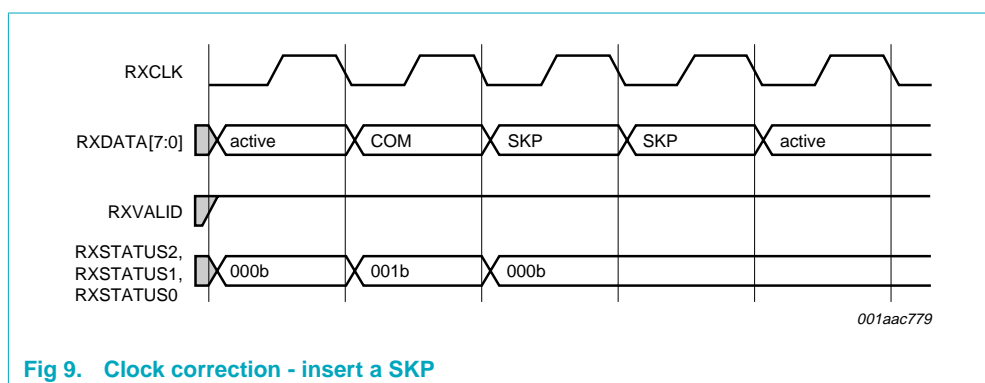 RXCLK
RXDATA[7:0] active COM SKP SKP active
RXVALID
RXSTATUS2,
RXSTATUS1, 000b 001b 000b
RXSTATUS0
001aac779
Fig 9. Clock correction - insert a SKP